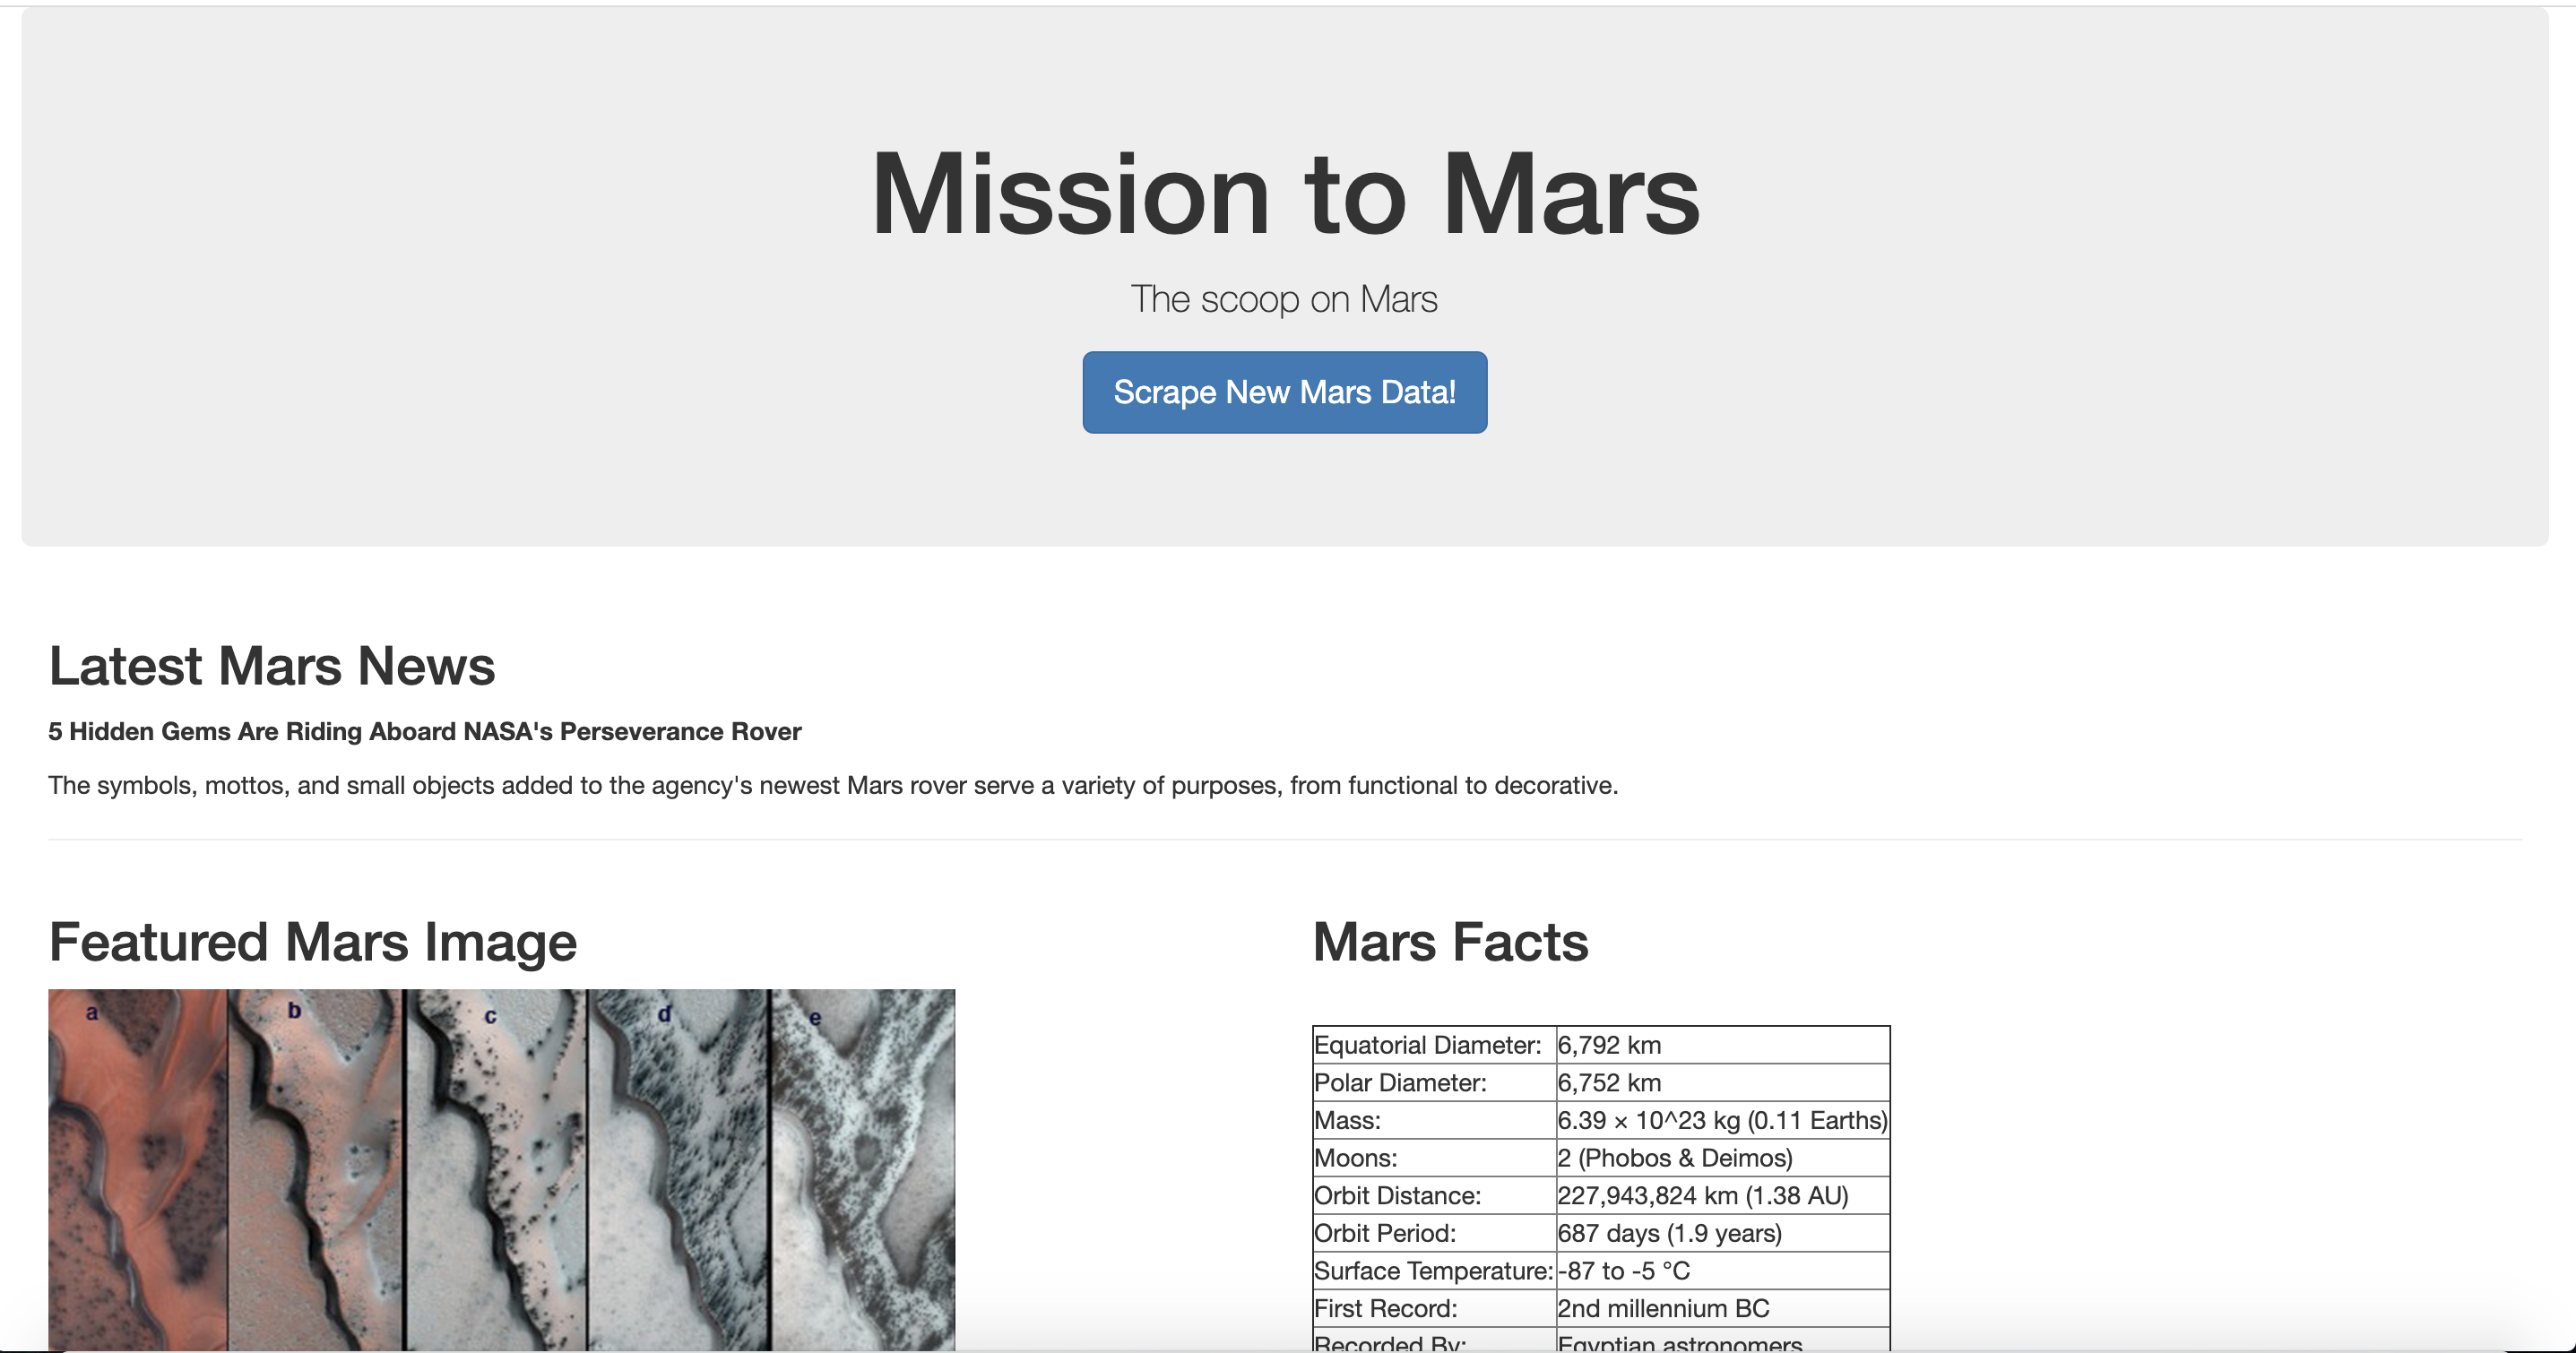 Mission to Mars
The scoop on Mars
Scrape New Mars Data!
Latest Mars News
5 Hidden Gems Are Riding Aboard NASA's Perseverance Rover
The symbols, mottos, and small objects added to the agency's newest Mars rover serve a variety of purposes, from functional to decorative.
Featured Mars Image
a b c d e
Mars Facts
Equatorial Diameter: 6,792 km
Polar Diameter: 6,752 km
Mass: 6.39 × 10^23 kg (0.11 Earths)
Moons: 2 (Phobos & Deimos)
Orbit Distance: 227,943,824 km (1.38 AU)
Orbit Period: 687 days (1.9 years)
Surface Temperature: -87 to -5 °C
First Record: 2nd millennium BC
Recorded By: Egyptian astronomers